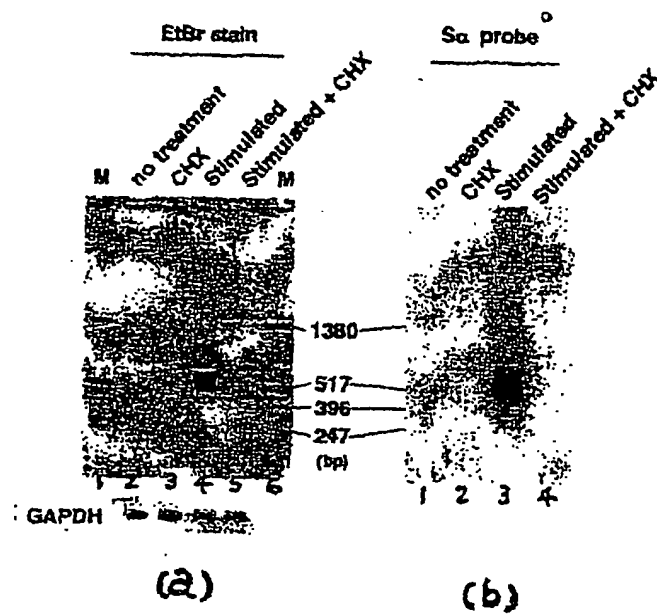 EtBr stain
M
no treatment
CHX
Stimulated
Stimulated + CHX
M
1 2 3 4 5 6
GAPDH
(a)
1380
517
396
247
(bp)
Sα probe
no treatment
CHX
Stimulated
Stimulated + CHX
1 2 3 4
(b)